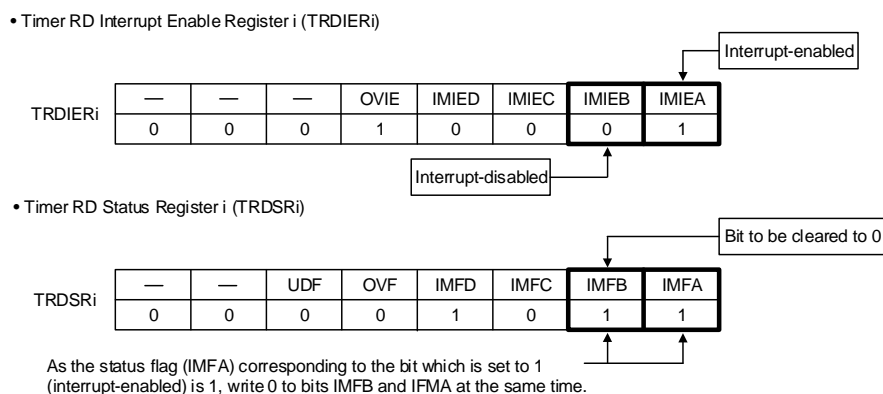 • Timer RD Interrupt Enable Register i (TRDIERi)
Interrupt-enabled
TRDIERi
— — — OVIE IMIED IMIEC IMIEB IMIEA
0 0 0 1 0 0 0 1
Interrupt-disabled
• Timer RD Status Register i (TRDSRi)
Bit to be cleared to 0
TRDSRi
— — UDF OVF IMFD IMFC IMFB IMFA
0 0 0 0 1 0 1 1
As the status flag (IMFA) corresponding to the bit which is set to 1
(interrupt-enabled) is 1, write 0 to bits IMFB and IFMA at the same time.